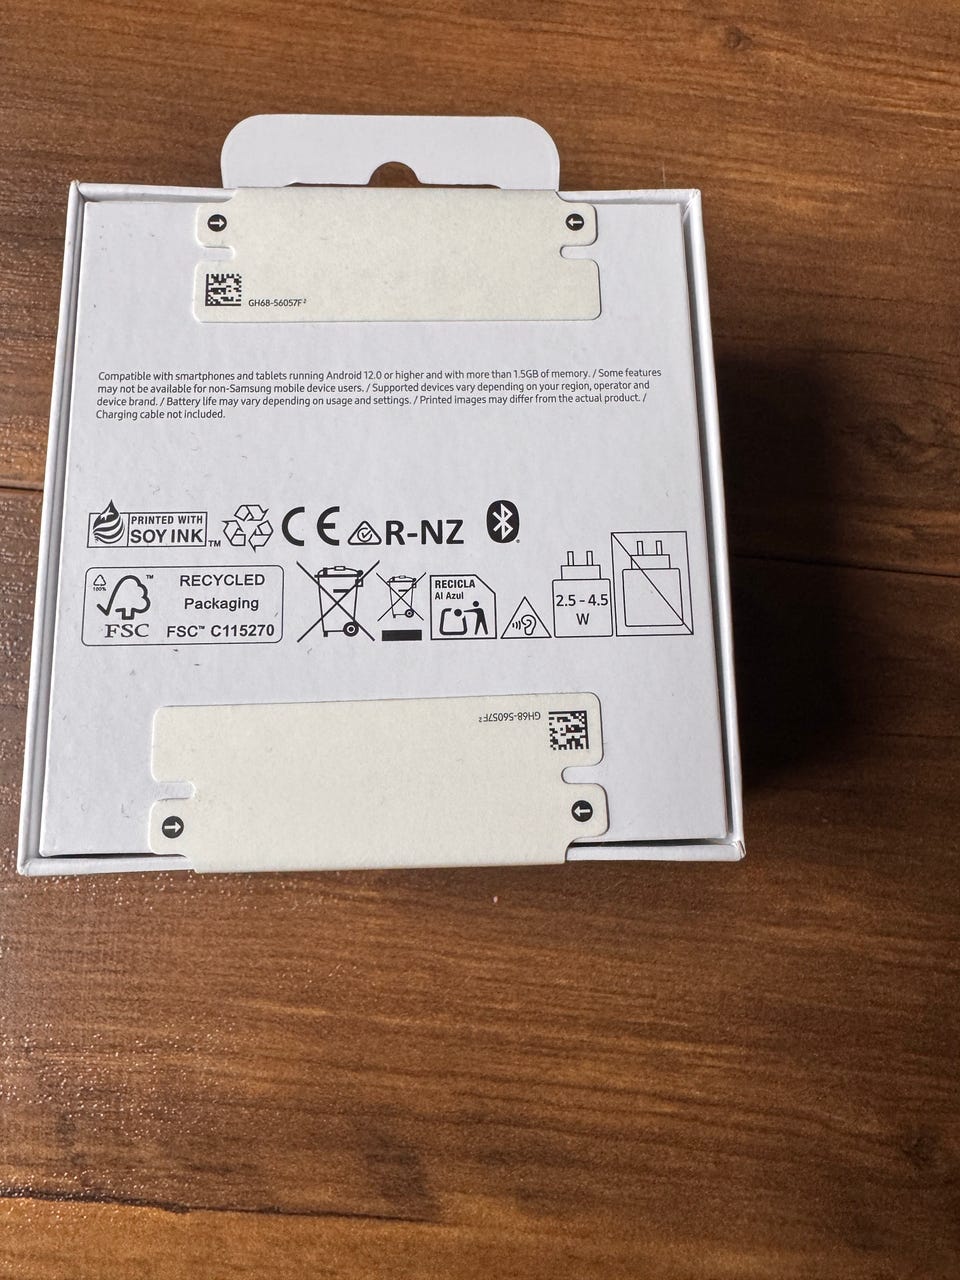 GH68-56057F²
Compatible with smartphones and tablets running Android 12.0 or higher and with more than 1.5GB of memory. / Some features
may not be available for non-Samsung mobile device users. / Supported devices vary depending on your region, operator and
device brand. / Battery life may vary depending on usage and settings. / Printed images may differ from the actual product. /
Charging cable not included.
PRINTED WITH
SOY INK™
CE
R-NZ
100%
™
FSC
RECYCLED
Packaging
FSC™ C115270
RECICLA
Al Azul
2.5 – 4.5
W
GH68-56057F²